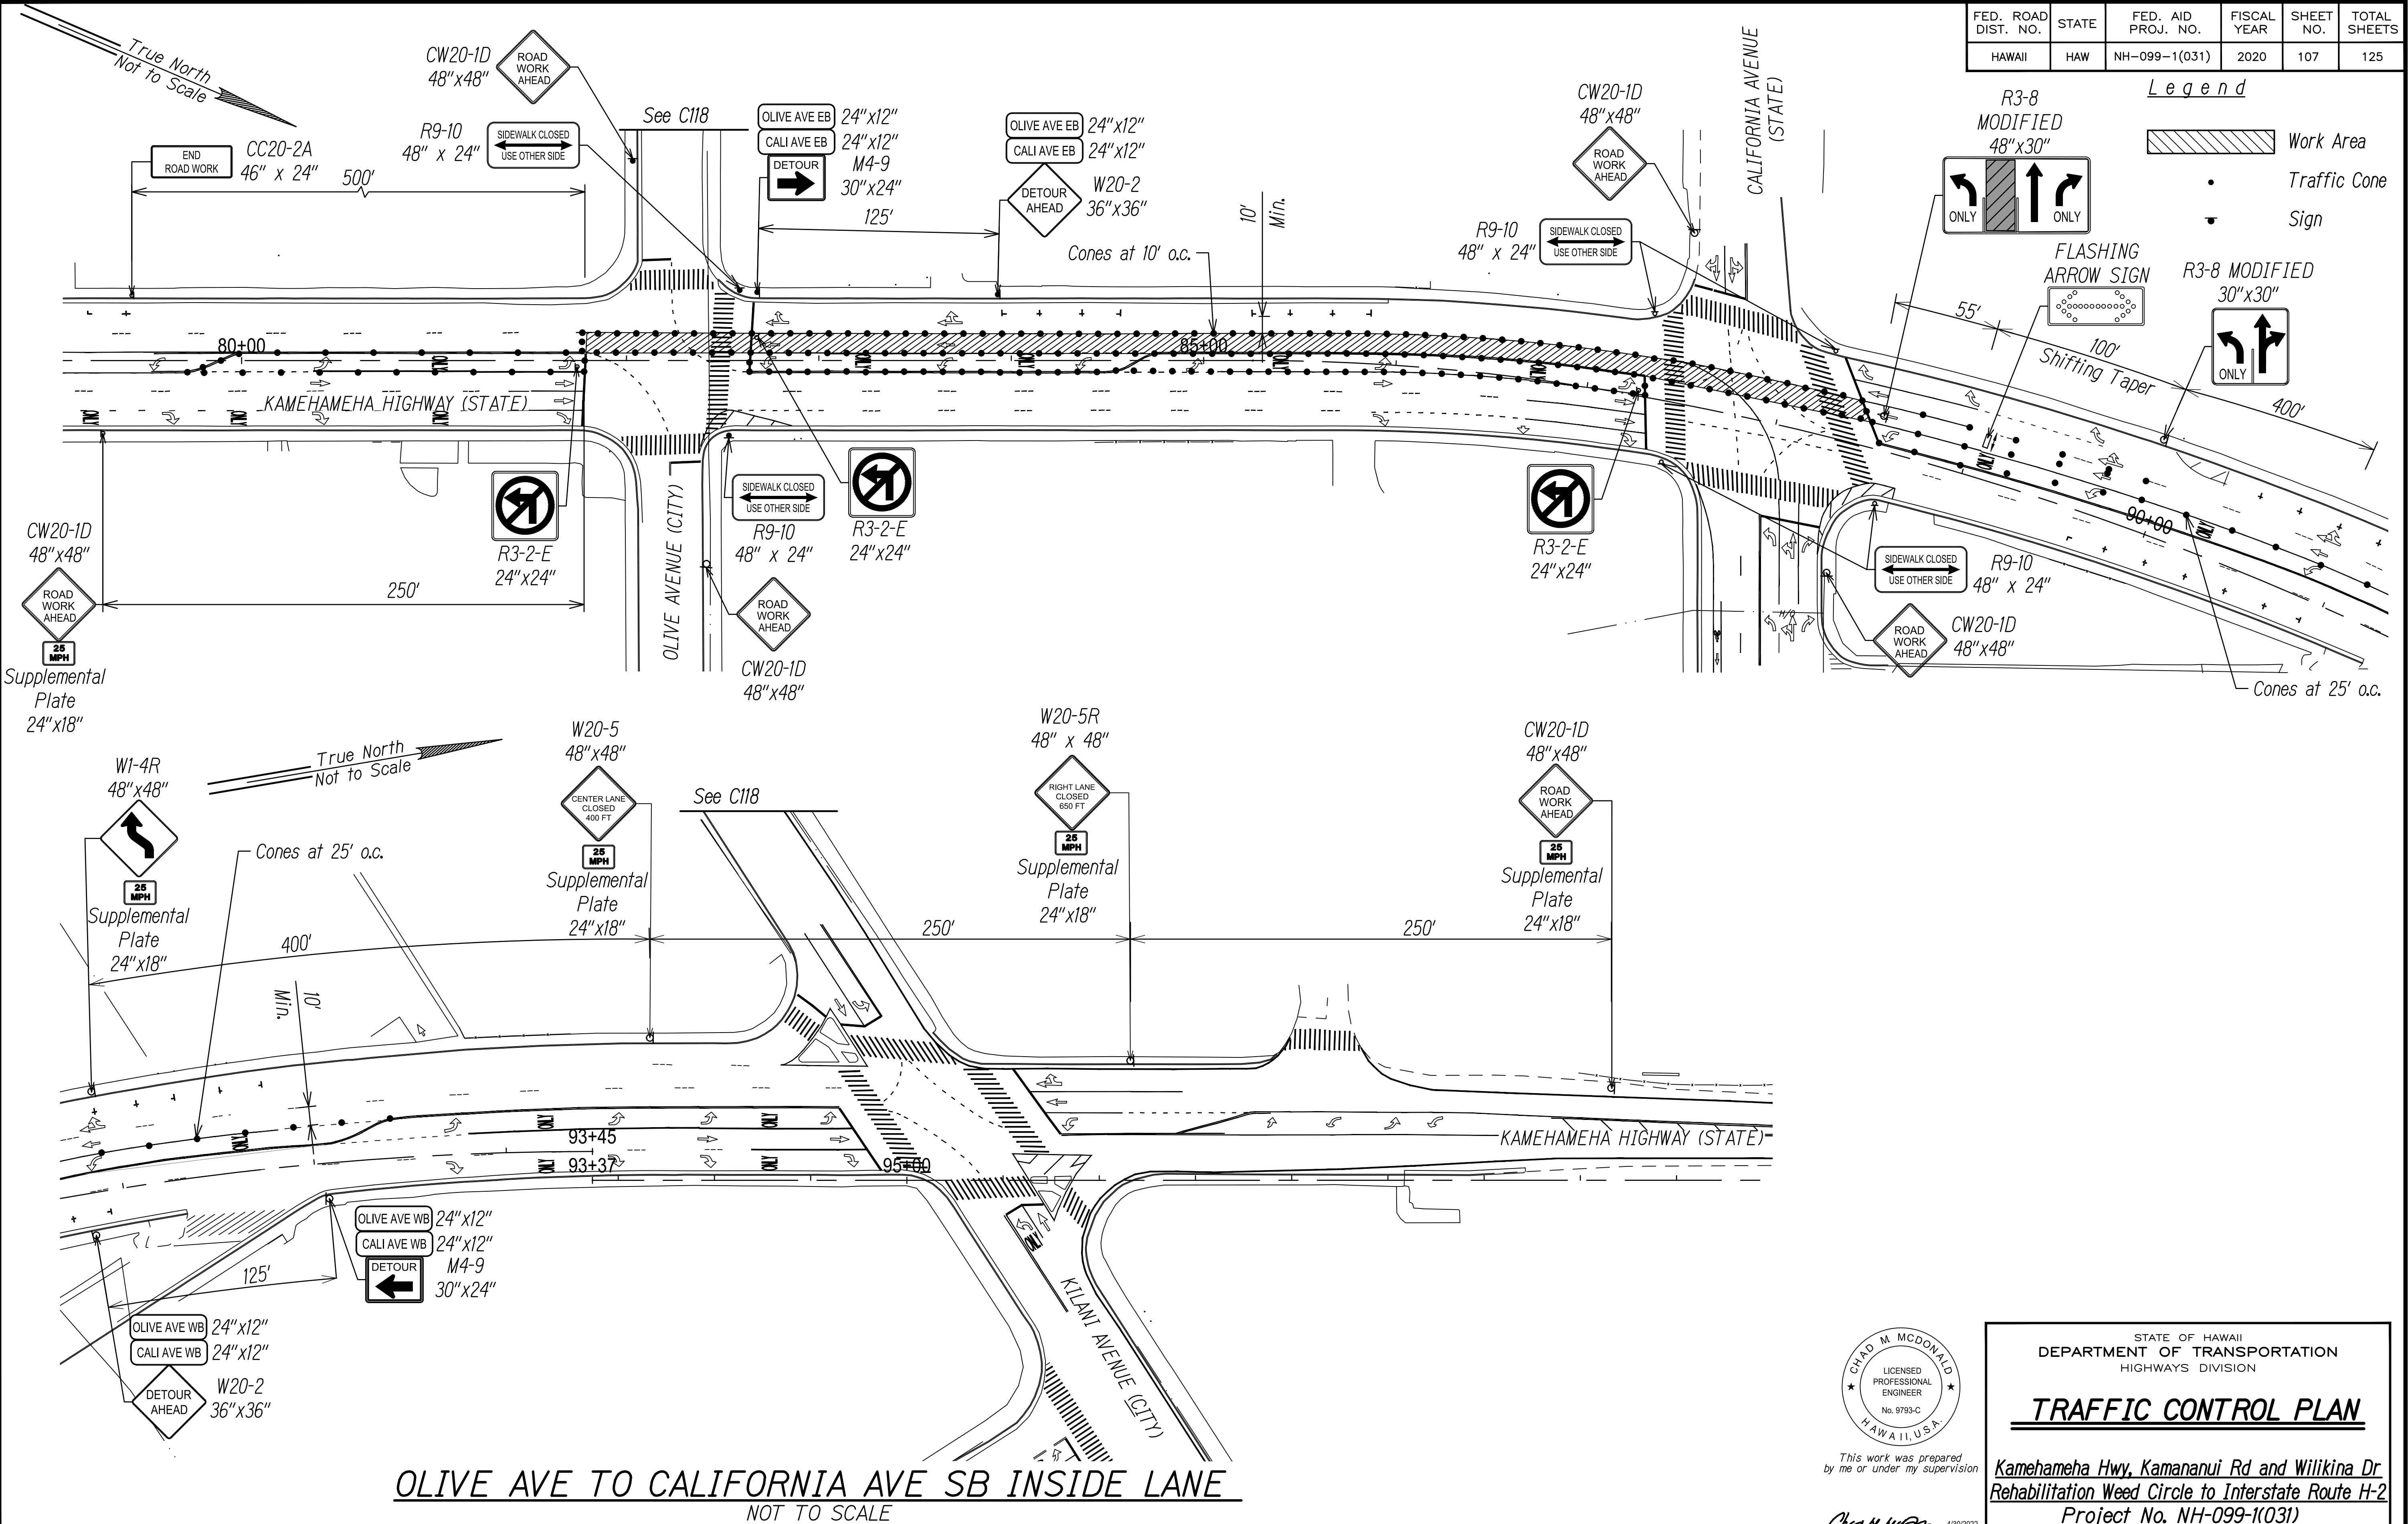 FED. ROAD DIST. NO.
STATE
FED. AID PROJ. NO.
FISCAL YEAR
SHEET NO.
TOTAL SHEETS
HAWAII
HAW
NH-099-1(031)
2020
107
125
True North
Not to Scale
CW20-1D
48"x48"
ROAD
WORK
AHEAD
END
ROAD WORK
CC20-2A
46" x 24"
500'
R9-10
48" x 24"
SIDEWALK CLOSED
USE OTHER SIDE
See C118
OLIVE AVE EB 24"x12"
CALI AVE EB 24"x12"
DETOUR
M4-9
30"x24"
125'
OLIVE AVE EB 24"x12"
CALI AVE EB 24"x12"
DETOUR
AHEAD
W20-2
36"x36"
Cones at 10' o.c.
10'
Min.
CW20-1D
48"x48"
ROAD
WORK
AHEAD
R9-10
48" x 24"
SIDEWALK CLOSED
USE OTHER SIDE
CALIFORNIA AVENUE
(STATE)
Legend
Work Area
Traffic Cone
Sign
R3-8
MODIFIED
48"x30"
ONLY
ONLY
FLASHING
ARROW SIGN
R3-8 MODIFIED
30"x30"
ONLY
55'
100'
Shifting Taper
400'
80+00
85+00
90+00
ONLY
ONLY
ONLY
ONLY
ONLY
ONLY
ONLY
ONLY
ONLY
ONLY
KAMEHAMEHA HIGHWAY (STATE)
CW20-1D
48"x48"
ROAD
WORK
AHEAD
25
MPH
Supplemental
Plate
24"x18"
250'
R3-2-E
24"x24"
OLIVE AVENUE (CITY)
SIDEWALK CLOSED
USE OTHER SIDE
R9-10
48" x 24"
R3-2-E
24"x24"
ROAD
WORK
AHEAD
CW20-1D
48"x48"
R3-2-E
24"x24"
H/O
SIDEWALK CLOSED
USE OTHER SIDE
R9-10
48" x 24"
ROAD
WORK
AHEAD
CW20-1D
48"x48"
Cones at 25' o.c.
True North
Not to Scale
W1-4R
48"x48"
25
MPH
Supplemental
Plate
24"x18"
Cones at 25' o.c.
400'
10'
Min.
W20-5
48"x48"
CENTER LANE
CLOSED
400 FT
25
MPH
Supplemental
Plate
24"x18"
See C118
250'
W20-5R
48" x 48"
RIGHT LANE
CLOSED
650 FT
25
MPH
Supplemental
Plate
24"x18"
250'
CW20-1D
48"x48"
ROAD
WORK
AHEAD
25
MPH
Supplemental
Plate
24"x18"
ONLY
ONLY
ONLY
ONLY
ONLY
ONLY
93+45
93+37
95+00
KAMEHAMEHA HIGHWAY (STATE)
KILANI AVENUE (CITY)
OLIVE AVE WB 24"x12"
CALI AVE WB 24"x12"
DETOUR
M4-9
30"x24"
125'
OLIVE AVE WB 24"x12"
CALI AVE WB 24"x12"
DETOUR
AHEAD
W20-2
36"x36"
OLIVE AVE TO CALIFORNIA AVE SB INSIDE LANE
NOT TO SCALE
CHAD M. MCDONALD
LICENSED
PROFESSIONAL
ENGINEER
No. 9793-C
HAWAII, U.S.A.
This work was prepared
by me or under my supervision
STATE OF HAWAII
DEPARTMENT OF TRANSPORTATION
HIGHWAYS DIVISION
TRAFFIC CONTROL PLAN
Kamehameha Hwy, Kamananui Rd and Wilikina Dr
Rehabilitation Weed Circle to Interstate Route H-2
Project No. NH-099-1(031)